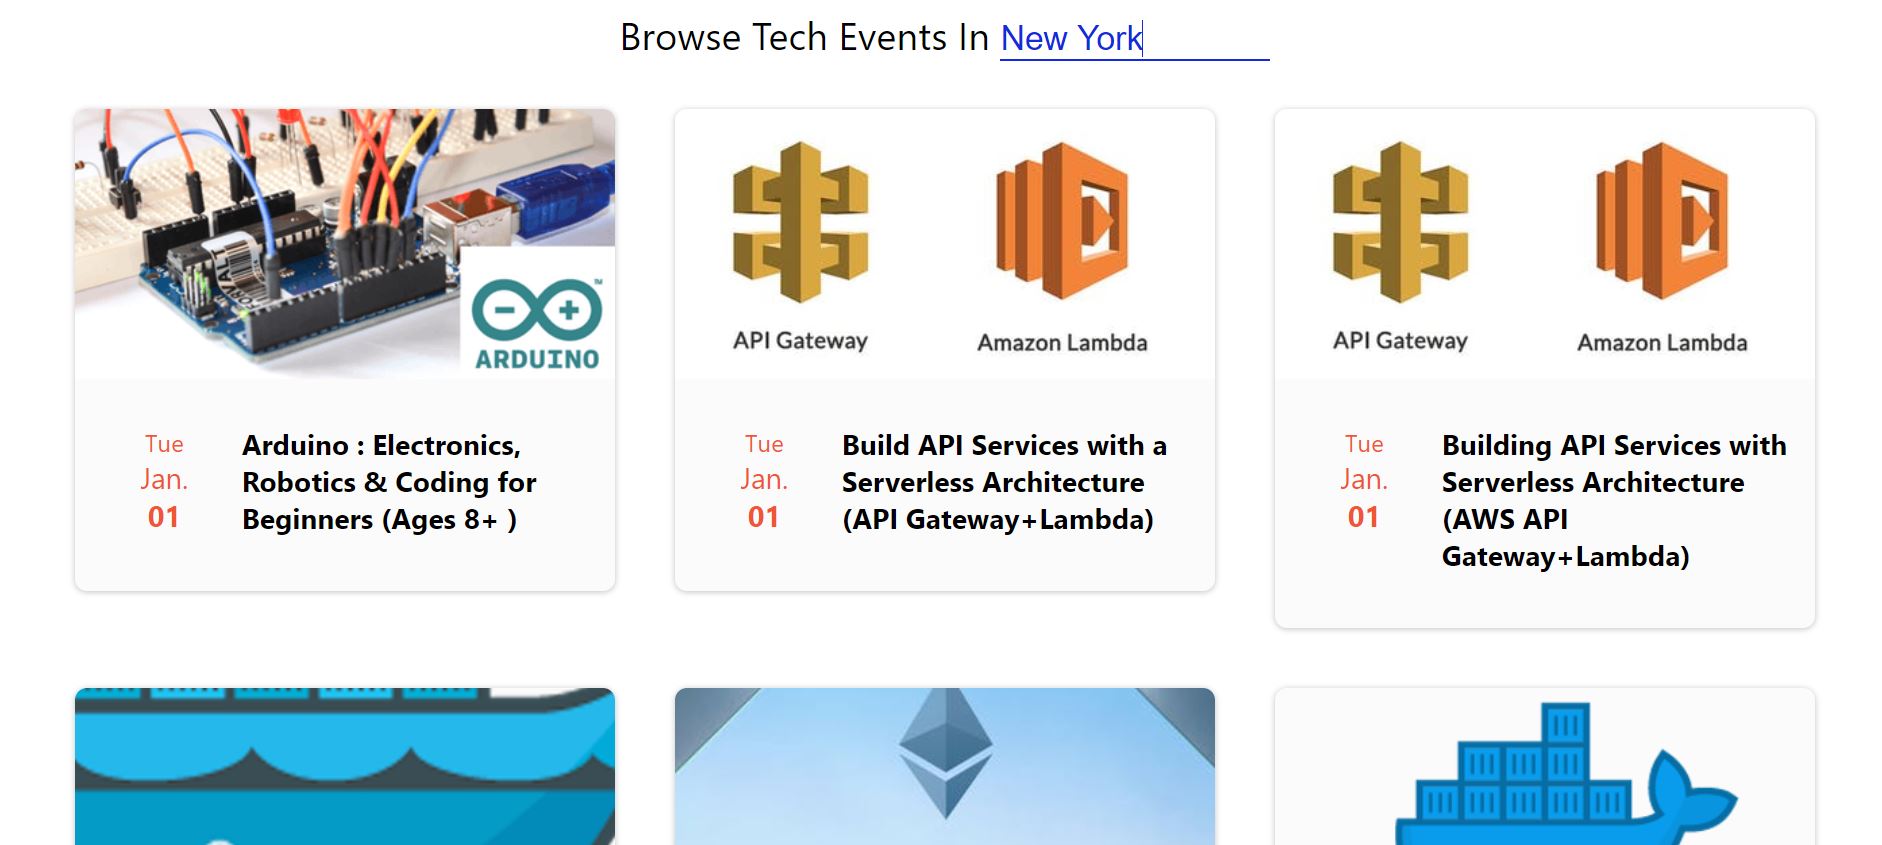 Browse Tech Events In New York
ARDUINO
™
API Gateway
Amazon Lambda
API Gateway
Amazon Lambda
Tue
Jan.
01
Arduino : Electronics,
Robotics & Coding for
Beginners (Ages 8+ )
Tue
Jan.
01
Build API Services with a
Serverless Architecture
(API Gateway+Lambda)
Tue
Jan.
01
Building API Services with
Serverless Architecture
(AWS API
Gateway+Lambda)